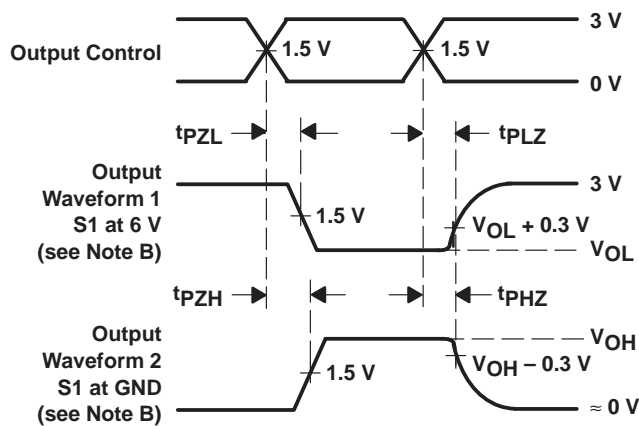 3 V
Output Control
1.5 V
1.5 V
0 V
tPZL
tPLZ
Output
Waveform 1
S1 at 6 V
(see Note B)
3 V
1.5 V
VOL + 0.3 V
VOL
tPZH
tPHZ
Output
Waveform 2
S1 at GND
(see Note B)
VOH
1.5 V
VOH – 0.3 V
≈ 0 V